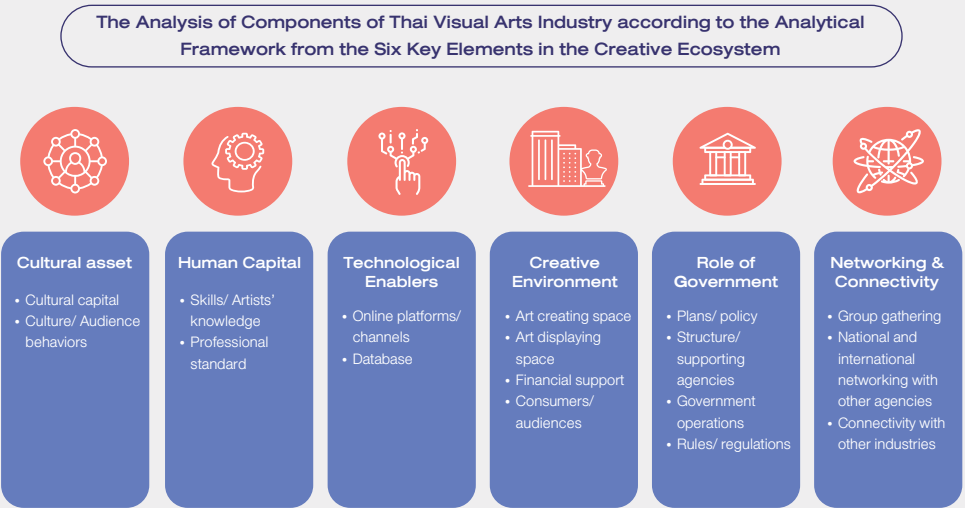 The Analysis of Components of Thai Visual Arts Industry according to the Analytical
Framework from the Six Key Elements in the Creative Ecosystem
Cultural asset
• Cultural capital
• Culture/ Audience
behaviors
Human Capital
• Skills/ Artists'
knowledge
• Professional
standard
Technological
Enablers
• Online platforms/
channels
• Database
Creative
Environment
• Art creating space
• Art displaying
space
• Financial support
• Consumers/
audiences
Role of
Government
• Plans/ policy
• Structure/
supporting
agencies
• Government
operations
• Rules/ regulations
Networking &
Connectivity
• Group gathering
• National and
international
networking with
other agencies
• Connectivity with
other industries